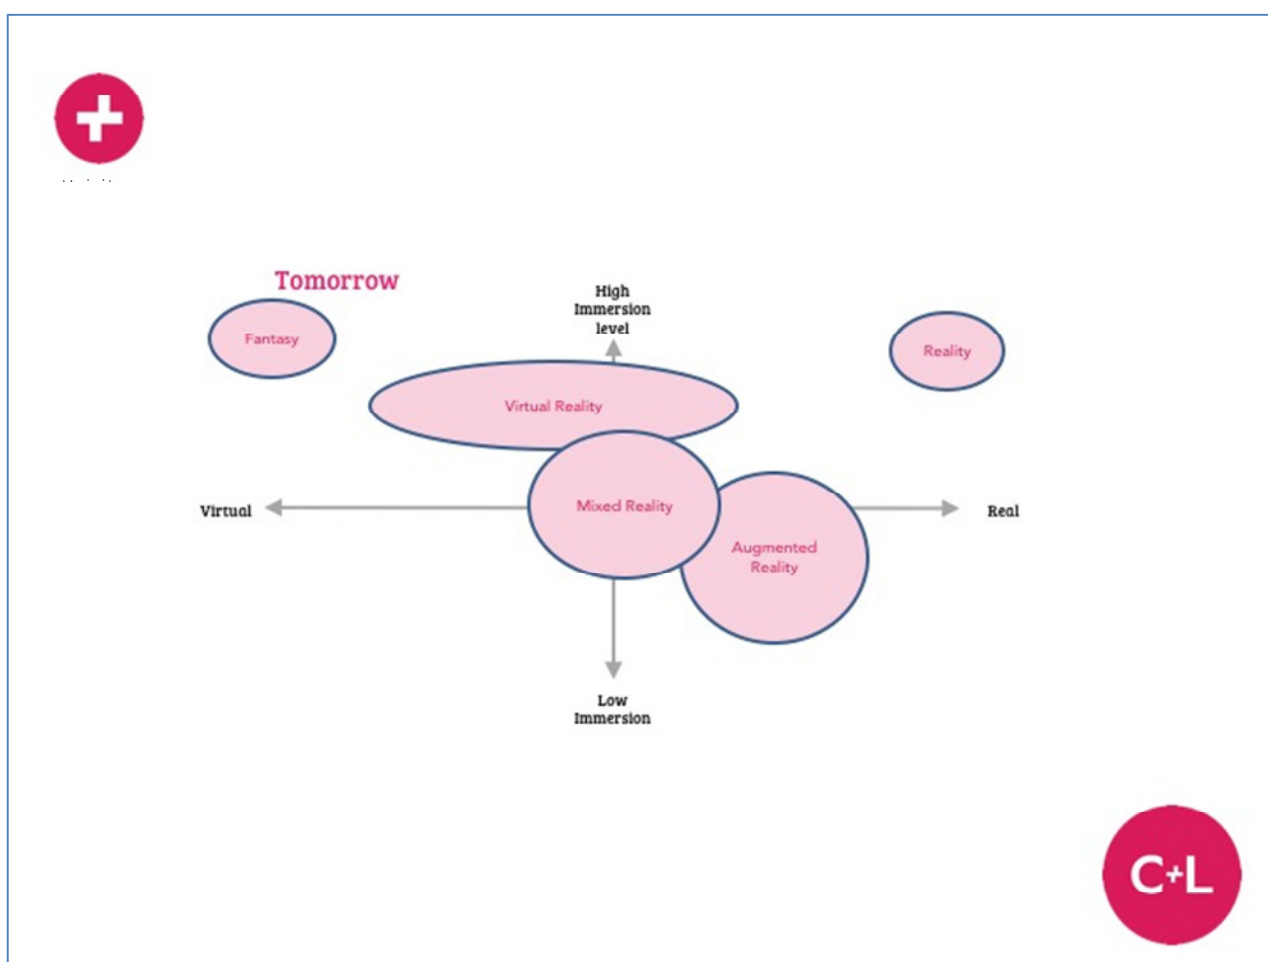 Tomorrow
High
Immersion
level
Fantasy
Reality
Virtual Reality
Virtual
Mixed Reality
Real
Augmented
Reality
Low
Immersion
C+L